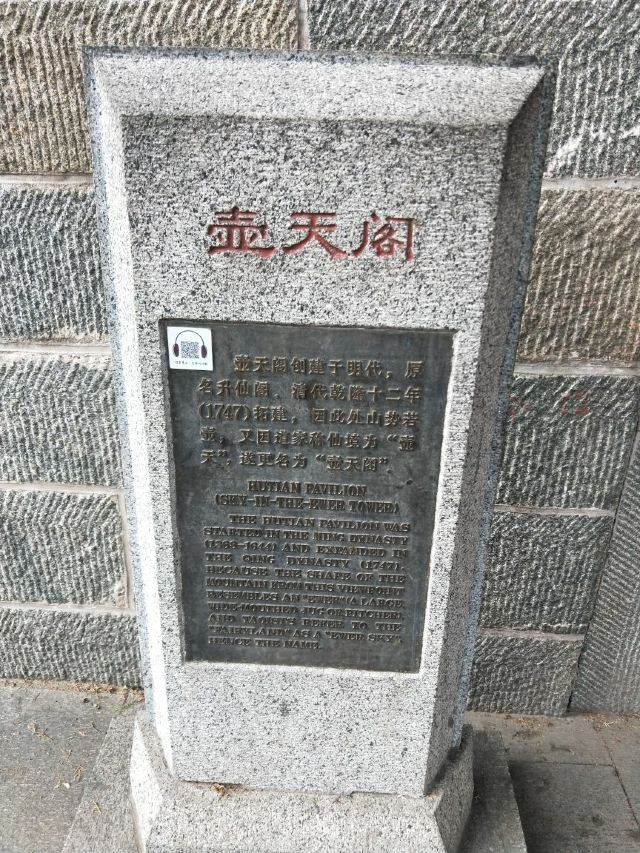 壶天阁
壶天阁创建于明代，原
名升仙阁，清代乾隆十二年
(1747)拓建，因此处山势若
壶，又因道家称仙境为“壶
天”，遂更名为“壶天阁”
HUTIAN PAVILION
(SKY-IN-THE-EWER TOWER)
THE HUTIAN PAVILION WAS
STARTED IN THE MING DYNASTY
(1368-1644) AND EXPANDED IN
THE QING DYNASTY (1747).
BECAUSE THE SHAPE OF THE
MOUNTAIN FROM THIS VIEWPOINT
RESEMBLES AN "EWER" (A LARGE,
WIDE-MOUTHED JUG OR PITCHER),
AND TAOISTS REFER TO THE
"FAIRYLAND" AS A "EWER SKY",
HENCE THE NAME.